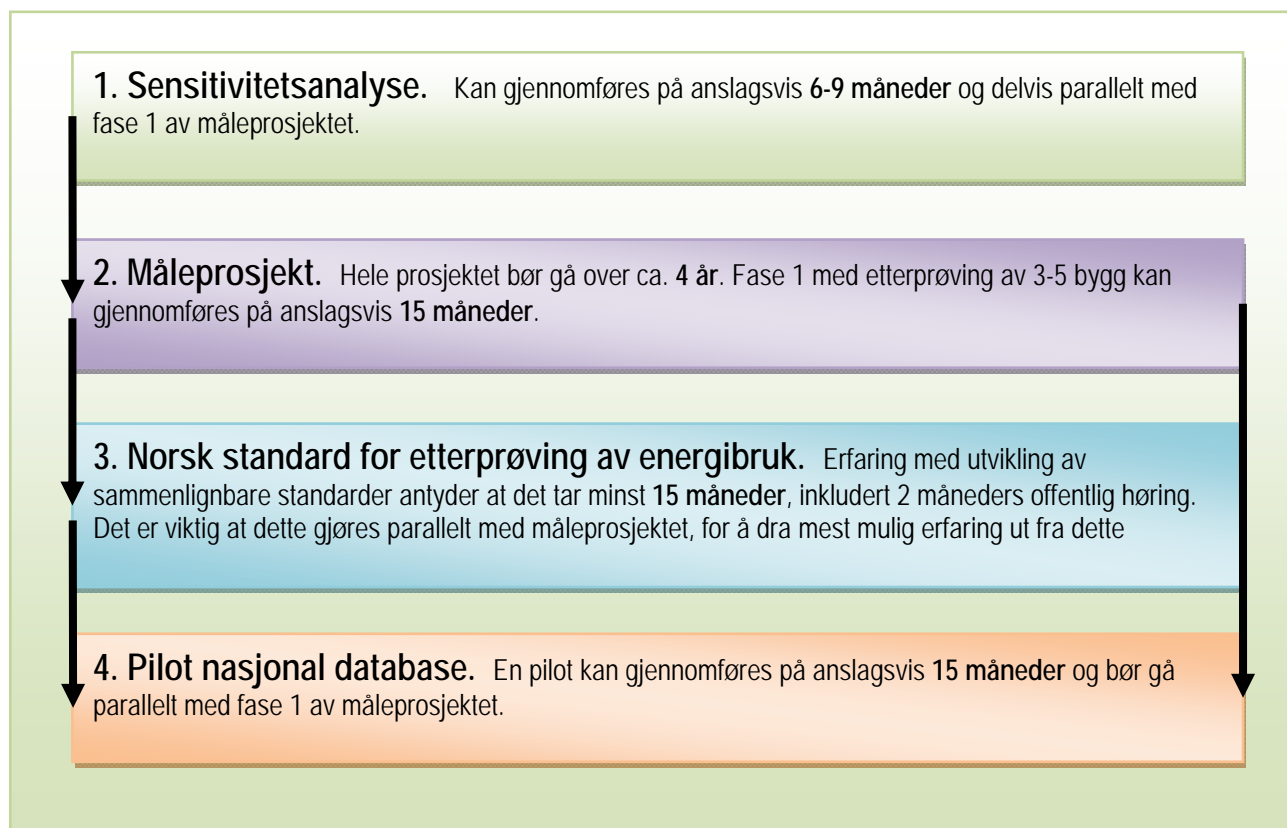 1. Sensitivitetsanalyse. Kan gjennomføres på anslagsvis 6-9 måneder og delvis parallelt med
fase 1 av måleprosjektet.
2. Måleprosjekt. Hele prosjektet bør gå over ca. 4 år. Fase 1 med etterprøving av 3-5 bygg kan
gjennomføres på anslagsvis 15 måneder.
3. Norsk standard for etterprøving av energibruk. Erfaring med utvikling av
sammenlignbare standarder antyder at det tar minst 15 måneder, inkludert 2 måneders offentlig høring.
Det er viktig at dette gjøres parallelt med måleprosjektet, for å dra mest mulig erfaring ut fra dette
4. Pilot nasjonal database. En pilot kan gjennomføres på anslagsvis 15 måneder og bør gå
parallelt med fase 1 av måleprosjektet.